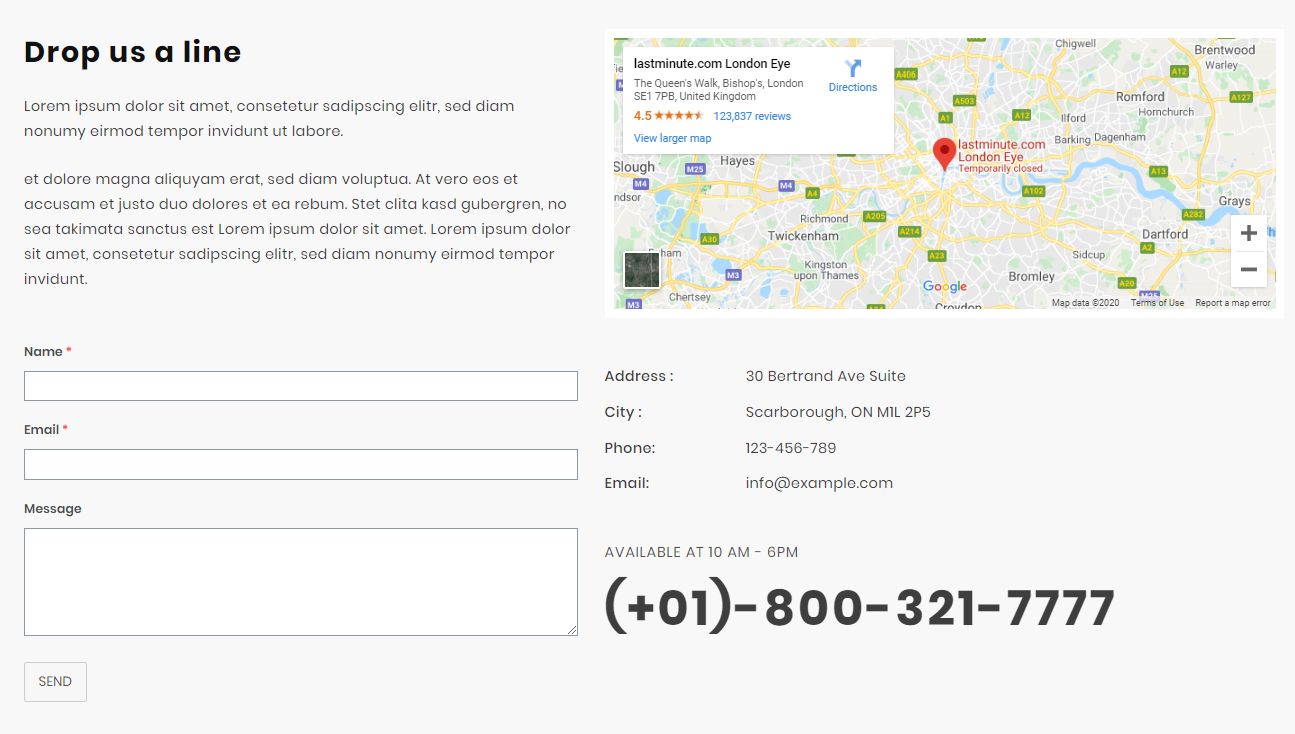 Drop us a line
Lorem ipsum dolor sit amet, consetetur sadipscing elitr, sed diam
nonumy eirmod tempor invidunt ut labore.
et dolore magna aliquyam erat, sed diam voluptua. At vero eos et
accusam et justo duo dolores et ea rebum. Stet clita kasd gubergren, no
sea takimata sanctus est Lorem ipsum dolor sit amet. Lorem ipsum dolor
sit amet, consetetur sadipscing elitr, sed diam nonumy eirmod tempor
invidunt.
Name *
Email *
Message
SEND
lastminute.com London Eye
The Queen's Walk, Bishop's, London
SE1 7PB, United Kingdom
4.5 123,837 reviews
View larger map
Directions
Chigwell
Brentwood
Warley
A12
A406
A127
Romford
Hornchurch
A503
A1
A12
Ilford
Barking
Dagenham
lastminute.com
London Eye
Temporarily closed
Slough
Hayes
M25
M4
M4
A4
A13
A102
Grays
ndsor
Richmond
A205
A282
Twickenham
A214
Dartford
A30
A2
ham
A23
Sidcup
Kingston
upon Thames
M3
Bromley
A20
Chertsey
Google
M25
M3
Croydon
Map data ©2020
Terms of Use
Report a map error
Address :
30 Bertrand Ave Suite
City :
Scarborough, ON M1L 2P5
Phone:
123-456-789
Email:
info@example.com
AVAILABLE AT 10 AM - 6PM
(+01)-800-321-7777